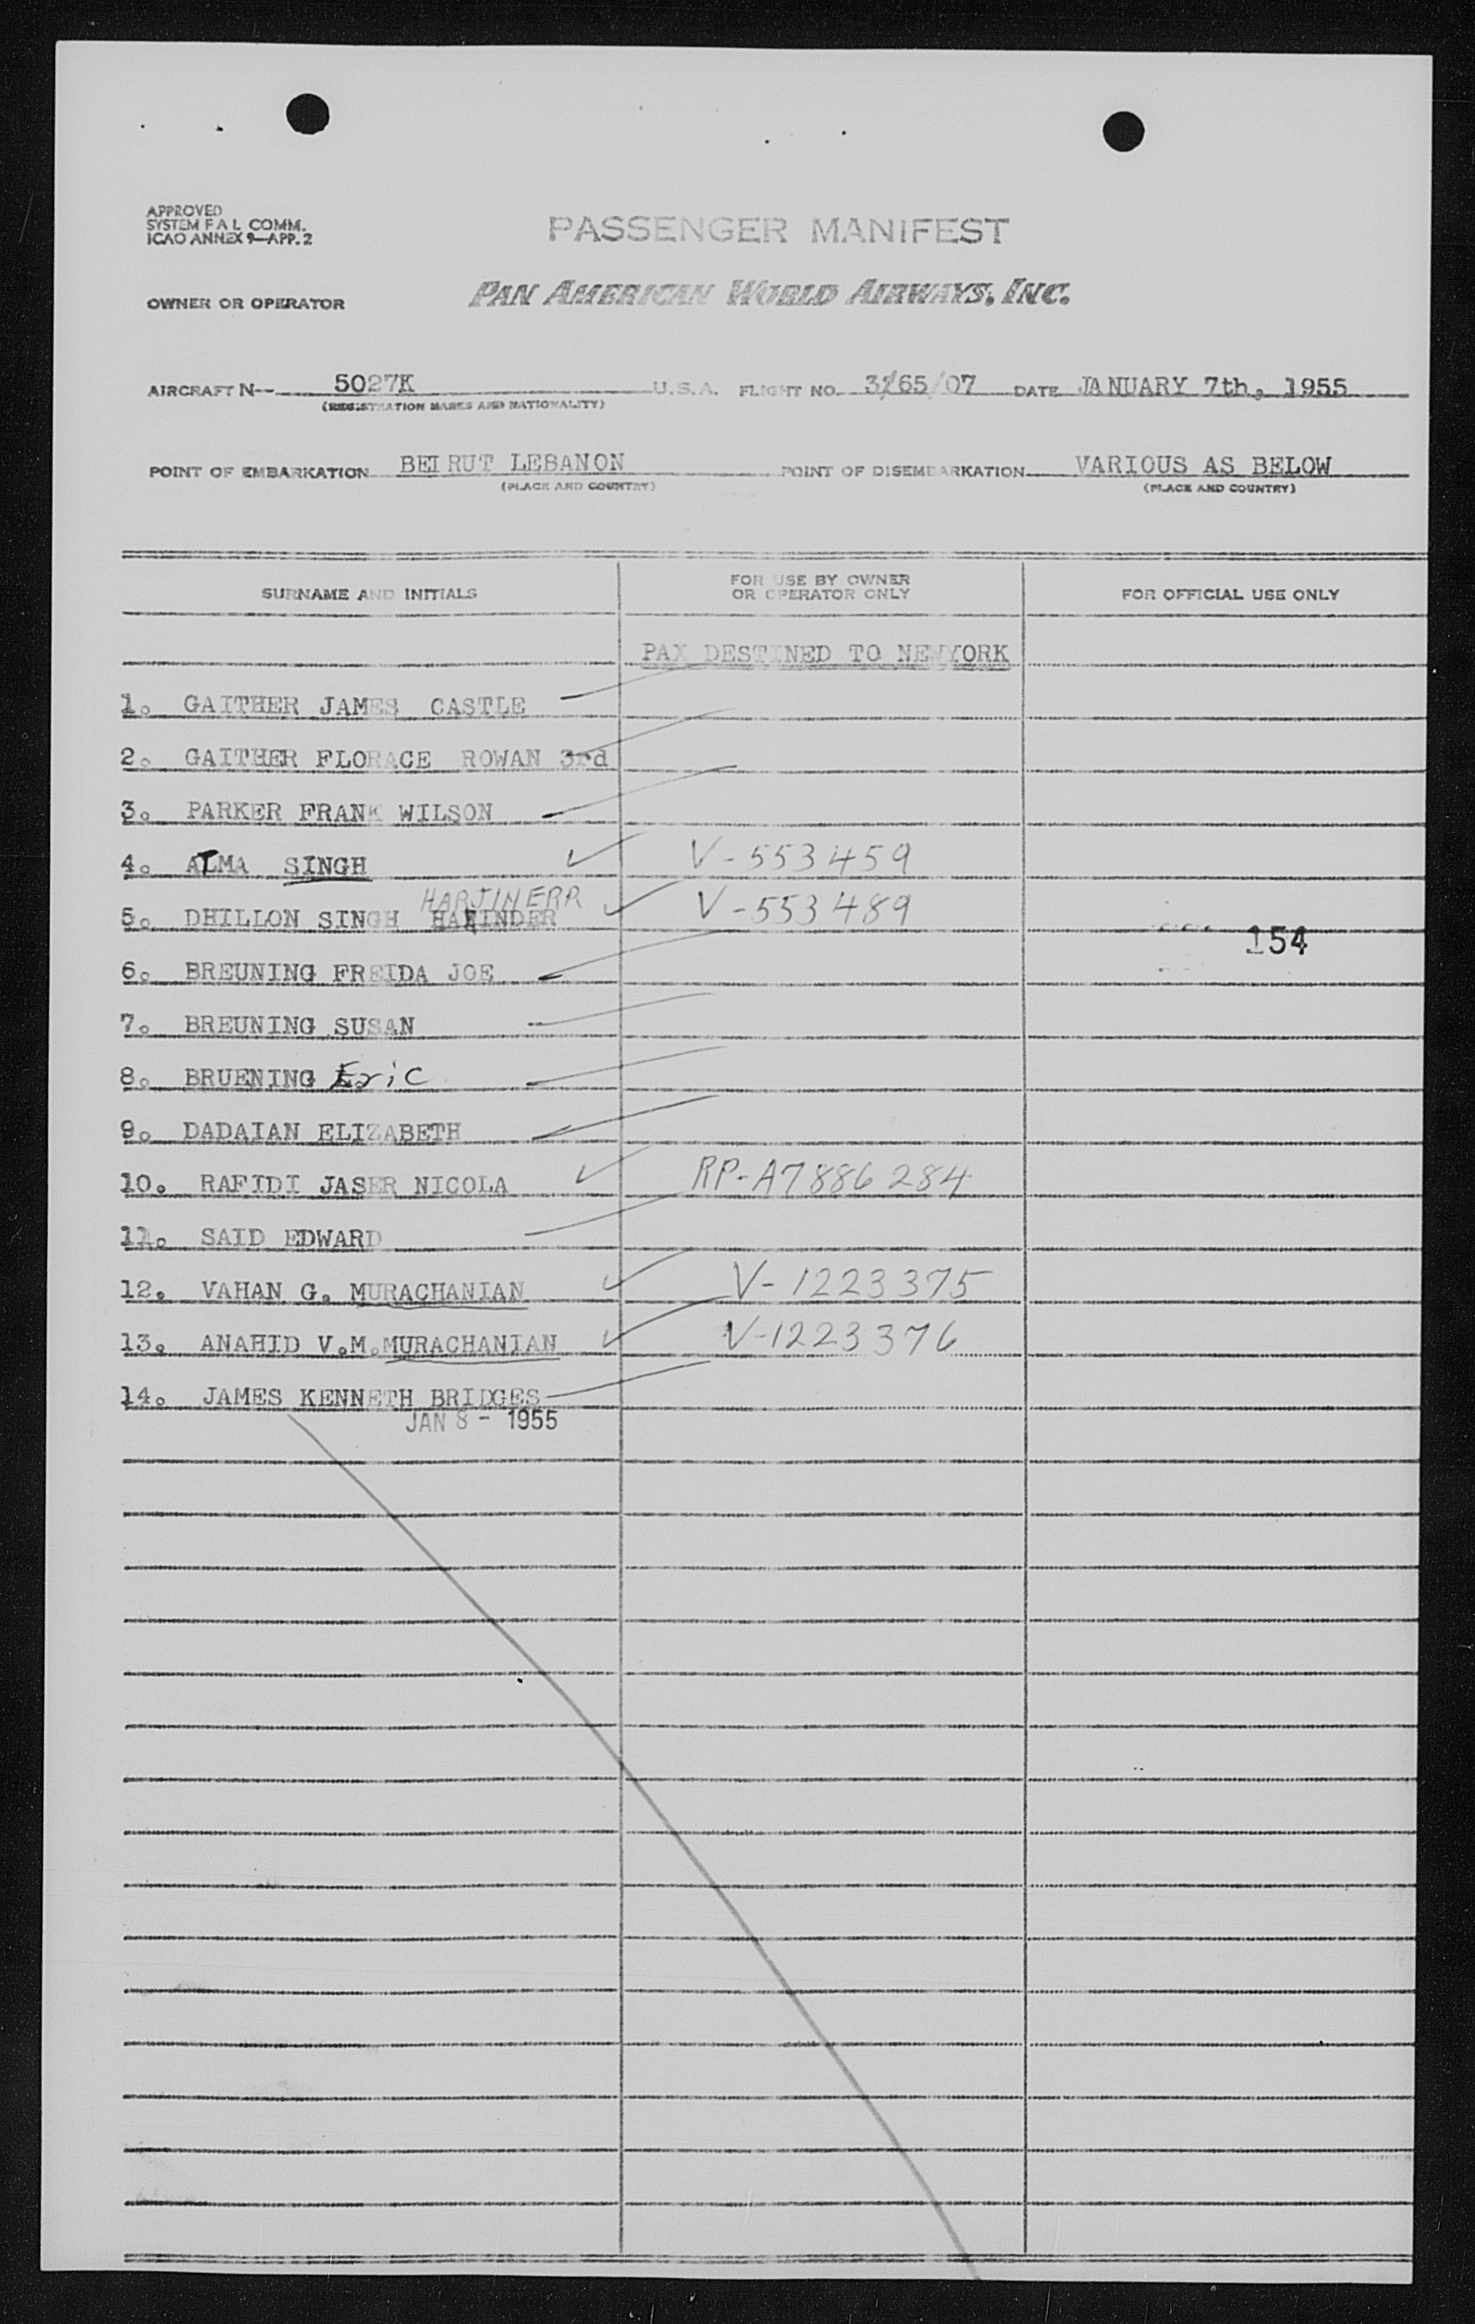 APPROVED
SYSTEM F A L COMM.
ICAO ANNEX 9—APP. 2
PASSENGER MANIFEST
OWNER OR OPERATOR
PAN AMERICAN WORLD AIRWAYS, INC.
AIRCRAFT N-- 5027K U.S.A. FLIGHT NO. 3/65/07 DATE JANUARY 7th, 1955
(REGISTRATION MARKS AND NATIONALITY)
POINT OF EMBARKATION BEIRUT LEBANON POINT OF DISEMBARKATION VARIOUS AS BELOW
(PLACE AND COUNTRY) (PLACE AND COUNTRY)
SURNAME AND INITIALS FOR USE BY OWNER OR OPERATOR ONLY FOR OFFICIAL USE ONLY
PAX DESTINED TO NEWYORK
1. GAITHER JAMES CASTLE
2. GAITHER FLORACE ROWAN 3rd
3. PARKER FRANK WILSON
4. ATMA SINGH V-553459
HARJINERR
5. DHILLON SINGH HARINDER V-553489
154
6. BREUNING FREIDA JOE
7. BREUNING SUSAN
8. BRUENING Eric
9. DADAIAN ELIZABETH
10. RAFIDI JASER NICOLA RP-A7886284
11. SAID EDWARD
12. VAHAN G. MURACHANIAN V-1223375
13. ANAHID V.M.MURACHANIAN V-1223376
14. JAMES KENNETH BRIDGES
JAN 8 - 1955